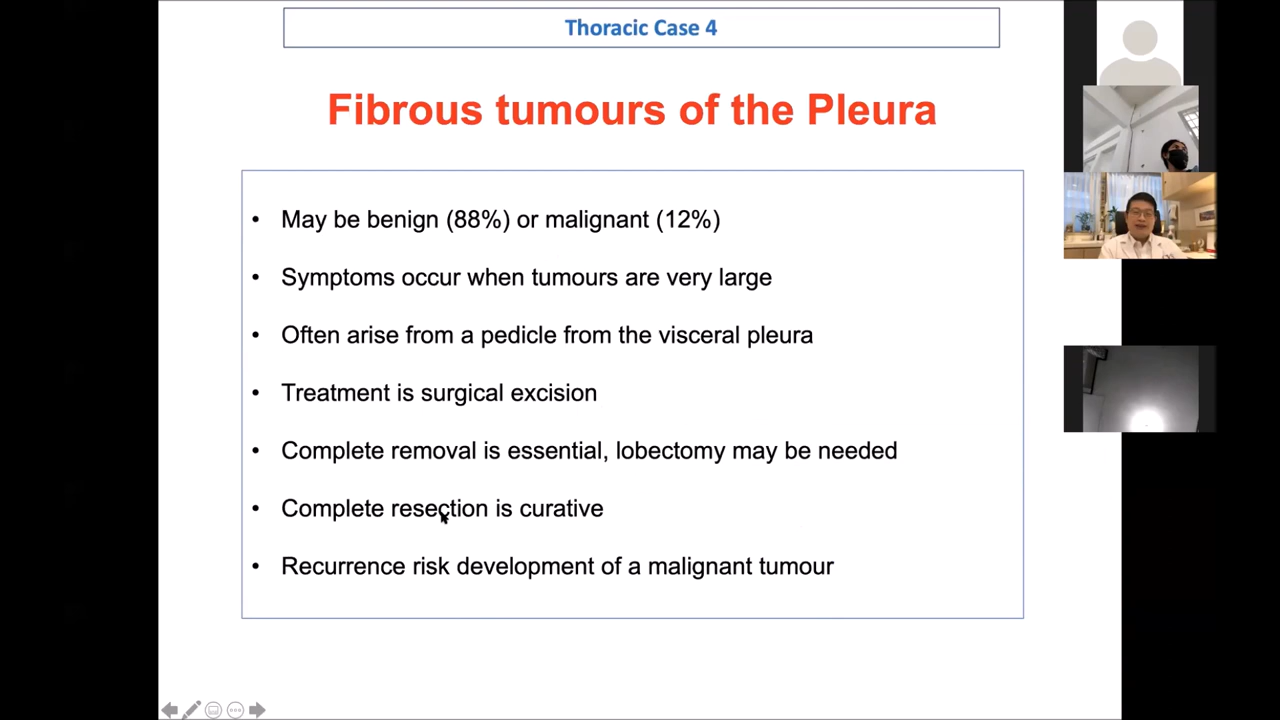 Thoracic Case 4
Fibrous tumours of the Pleura
• May be benign (88%) or malignant (12%)
• Symptoms occur when tumours are very large
• Often arise from a pedicle from the visceral pleura
• Treatment is surgical excision
• Complete removal is essential, lobectomy may be needed
• Complete resection is curative
• Recurrence risk development of a malignant tumour